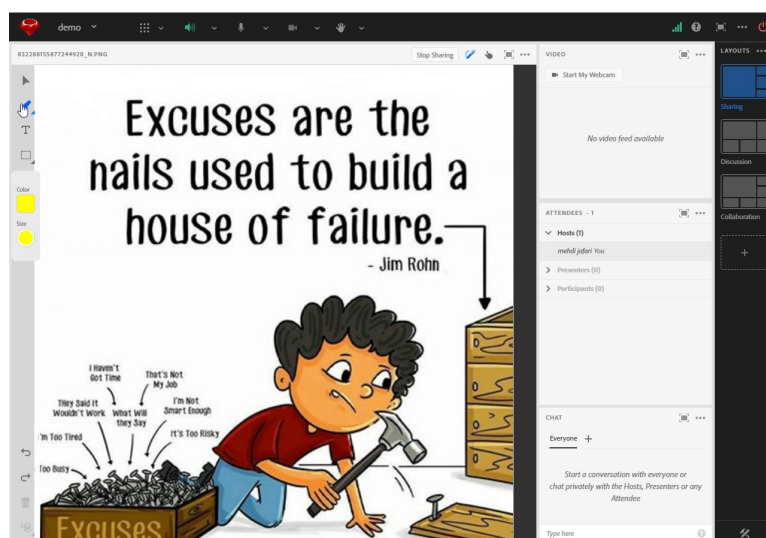 demo
832288155877244928_N.PNG
Stop Sharing
T
Color
Size
Excuses are the
nails used to build a
house of failure.
- Jim Rohn
I Haven't
Got Time
That's Not
My Job
They Said It
Wouldn't Work
What Will
they Say
I'm Not
Smart Enough
'm Too Tired
It's Too Risky
Too Busy
Excuses
VIDEO
Start My Webcam
No video feed available
ATTENDEES - 1
Hosts (1)
mehdi jafari You
Presenters (0)
Participants (0)
CHAT
Everyone
Start a conversation with everyone or
chat privately with the Hosts, Presenters or any
Attendee
Type here
LAYOUTS
Sharing
Discussion
Collaboration